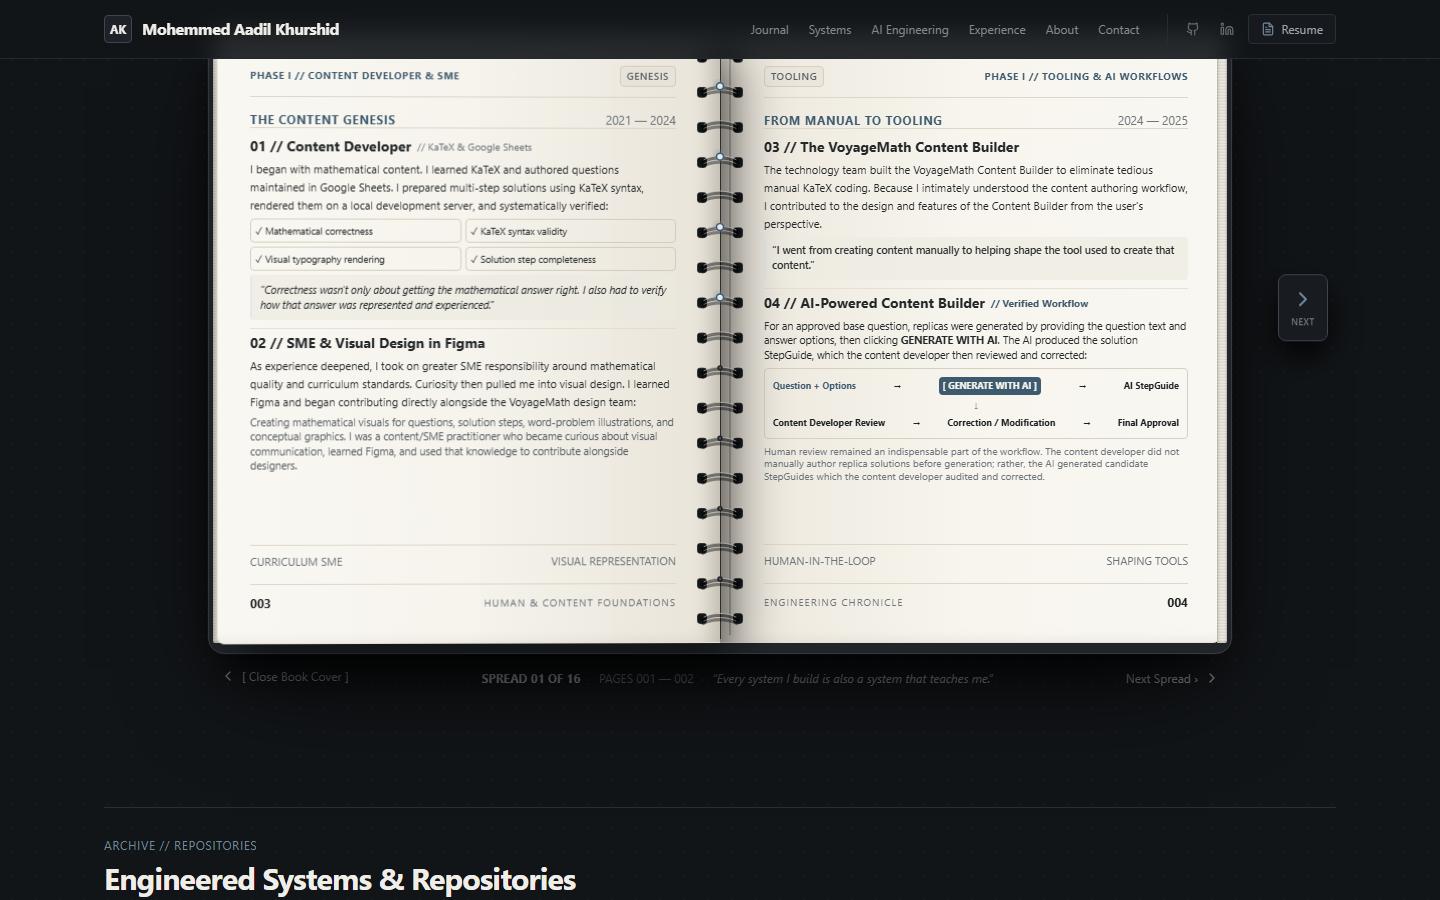 AK Mohemmed Aadil Khurshid
Journal Systems AI Engineering Experience About Contact Resume
PHASE I // CONTENT DEVELOPER & SME GENESIS
THE CONTENT GENESIS 2021 — 2024
01 // Content Developer // KaTeX & Google Sheets
I began with mathematical content. I learned KaTeX and authored questions
maintained in Google Sheets. I prepared multi-step solutions using KaTeX syntax,
rendered them on a local development server, and systematically verified:
✓ Mathematical correctness ✓ KaTeX syntax validity
✓ Visual typography rendering ✓ Solution step completeness
"Correctness wasn't only about getting the mathematical answer right. I also had to verify
how that answer was represented and experienced."
02 // SME & Visual Design in Figma
As experience deepened, I took on greater SME responsibility around mathematical
quality and curriculum standards. Curiosity then pulled me into visual design. I learned
Figma and began contributing directly alongside the VoyageMath design team:
Creating mathematical visuals for questions, solution steps, word-problem illustrations, and
conceptual graphics. I was a content/SME practitioner who became curious about visual
communication, learned Figma, and used that knowledge to contribute alongside
designers.
CURRICULUM SME VISUAL REPRESENTATION
003 HUMAN & CONTENT FOUNDATIONS
TOOLING PHASE I // TOOLING & AI WORKFLOWS
FROM MANUAL TO TOOLING 2024 — 2025
03 // The VoyageMath Content Builder
The technology team built the VoyageMath Content Builder to eliminate tedious
manual KaTeX coding. Because I intimately understood the content authoring workflow,
I contributed to the design and features of the Content Builder from the user's
perspective.
"I went from creating content manually to helping shape the tool used to create that
content."
04 // AI-Powered Content Builder // Verified Workflow
For an approved base question, replicas were generated by providing the question text and
answer options, then clicking GENERATE WITH AI. The AI produced the solution
StepGuide, which the content developer then reviewed and corrected:
Question + Options → [ GENERATE WITH AI ] → AI StepGuide
↓
Content Developer Review → Correction / Modification → Final Approval
Human review remained an indispensable part of the workflow. The content developer did not
manually author replica solutions before generation; rather, the AI generated candidate
StepGuides which the content developer audited and corrected.
HUMAN-IN-THE-LOOP SHAPING TOOLS
ENGINEERING CHRONICLE 004
NEXT
[ Close Book Cover ] SPREAD 01 OF 16 PAGES 001 — 002 "Every system I build is also a system that teaches me." Next Spread ›
ARCHIVE // REPOSITORIES
Engineered Systems & Repositories